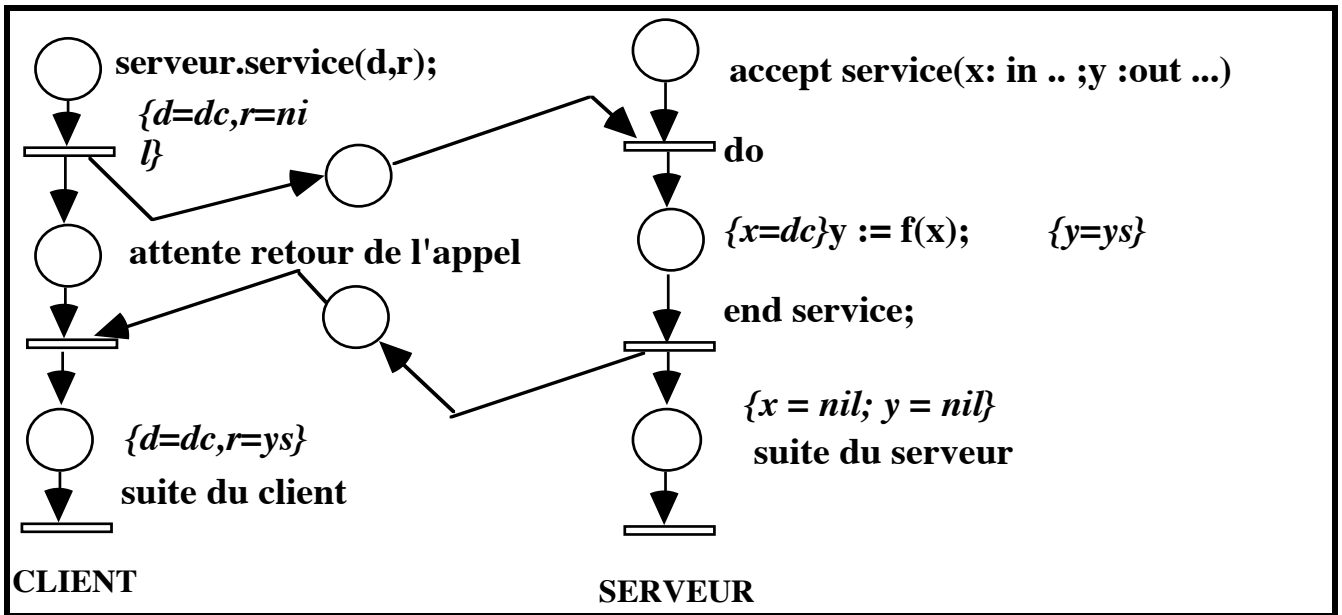 serveur.service(d,r);
{d=dc,r=ni
l}
attente retour de l'appel
{d=dc,r=ys}
suite du client
CLIENT
accept service(x: in .. ;y :out ...)
do
{x=dc}y := f(x); {y=ys}
end service;
{x = nil; y = nil}
suite du serveur
SERVEUR